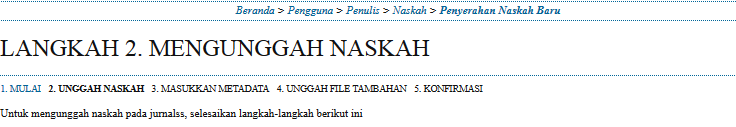 Beranda > Pengguna > Penulis > Naskah > Penyerahan Naskah Baru
LANGKAH 2. MENGUNGGAH NASKAH
1. MULAI 2. UNGGAH NASKAH 3. MASUKKAN METADATA 4. UNGGAH FILE TAMBAHAN 5. KONFIRMASI
Untuk mengunggah naskah pada jurnalss, selesaikan langkah-langkah berikut ini